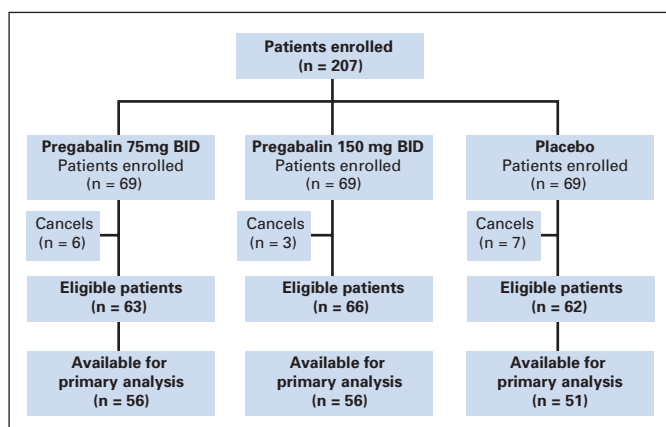 Patients enrolled
(n = 207)
Pregabalin 75mg BID
Patients enrolled
(n = 69)
Pregabalin 150 mg BID
Patients enrolled
(n = 69)
Placebo
Patients enrolled
(n = 69)
Cancels
(n = 6)
Cancels
(n = 3)
Cancels
(n = 7)
Eligible patients
(n = 63)
Eligible patients
(n = 66)
Eligible patients
(n = 62)
Available for
primary analysis
(n = 56)
Available for
primary analysis
(n = 56)
Available for
primary analysis
(n = 51)